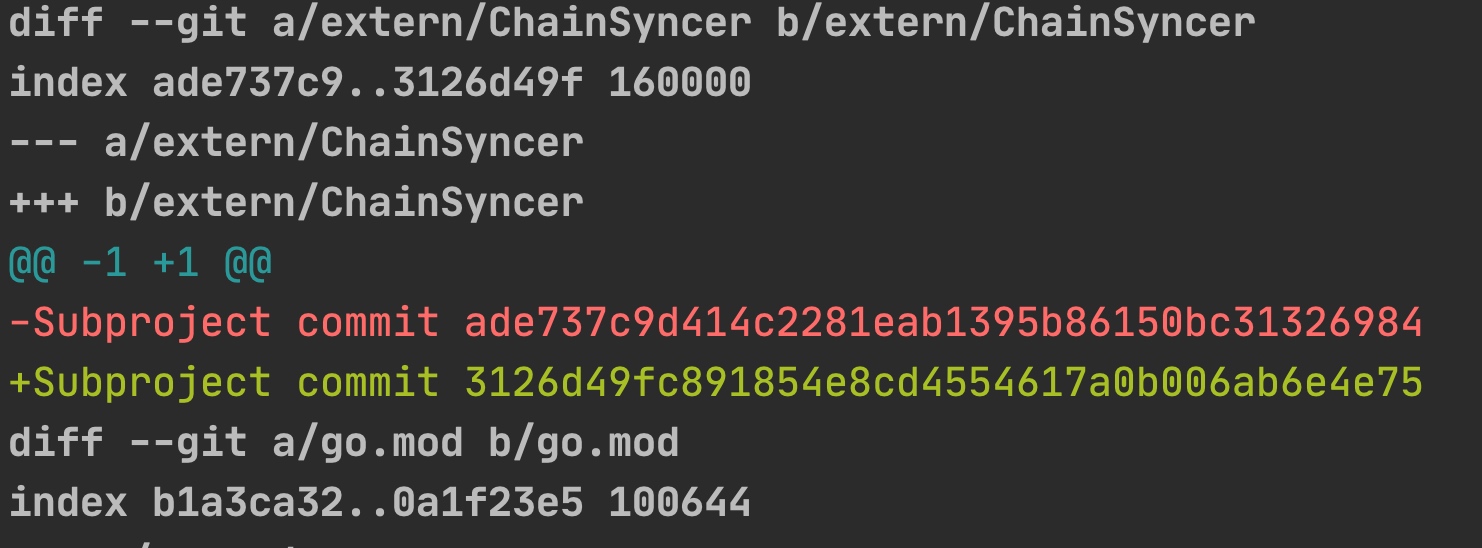 diff --git a/extern/ChainSyncer b/extern/ChainSyncer
index ade737c9..3126d49f 160000
--- a/extern/ChainSyncer
+++ b/extern/ChainSyncer
@@ -1 +1 @@
-Subproject commit ade737c9d414c2281eab1395b86150bc31326984
+Subproject commit 3126d49fc891854e8cd4554617a0b006ab6e4e75
diff --git a/go.mod b/go.mod
index b1a3ca32..0a1f23e5 100644